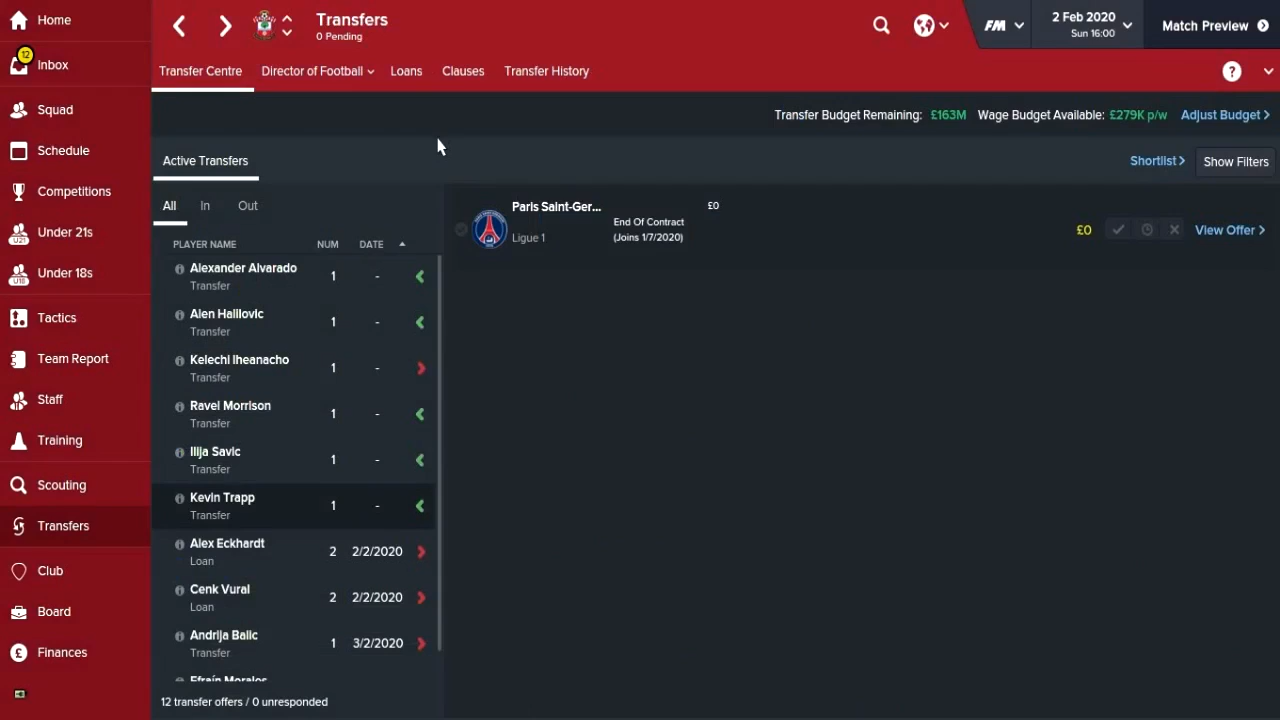 Home
12
Inbox
Squad
Schedule
Competitions
U21
Under 21s
U18
Under 18s
Tactics
Team Report
Staff
Training
Scouting
Transfers
Club
Board
£
Finances
Transfers
0 Pending
FM
2 Feb 2020
Sun 16:00
Match Preview
Transfer Centre
Director of Football
Loans
Clauses
Transfer History
?
Transfer Budget Remaining: £163M
Wage Budget Available: £279K p/w
Adjust Budget
Active Transfers
Shortlist
Show Filters
All
In
Out
PLAYER NAME NUM DATE
Alexander Alvarado 1 -
Transfer
Alen Halilovic 1 -
Transfer
Kelechi Iheanacho 1 -
Transfer
Ravel Morrison 1 -
Transfer
Ilija Savic 1 -
Transfer
Kevin Trapp 1 -
Transfer
Alex Eckhardt 2 2/2/2020
Loan
Cenk Vural 2 2/2/2020
Loan
Andrija Balic 1 3/2/2020
Transfer
Efraín Morales
12 transfer offers / 0 unresponded
Paris Saint-Ger...
Ligue 1
End Of Contract
(Joins 1/7/2020)
£0
£0
View Offer